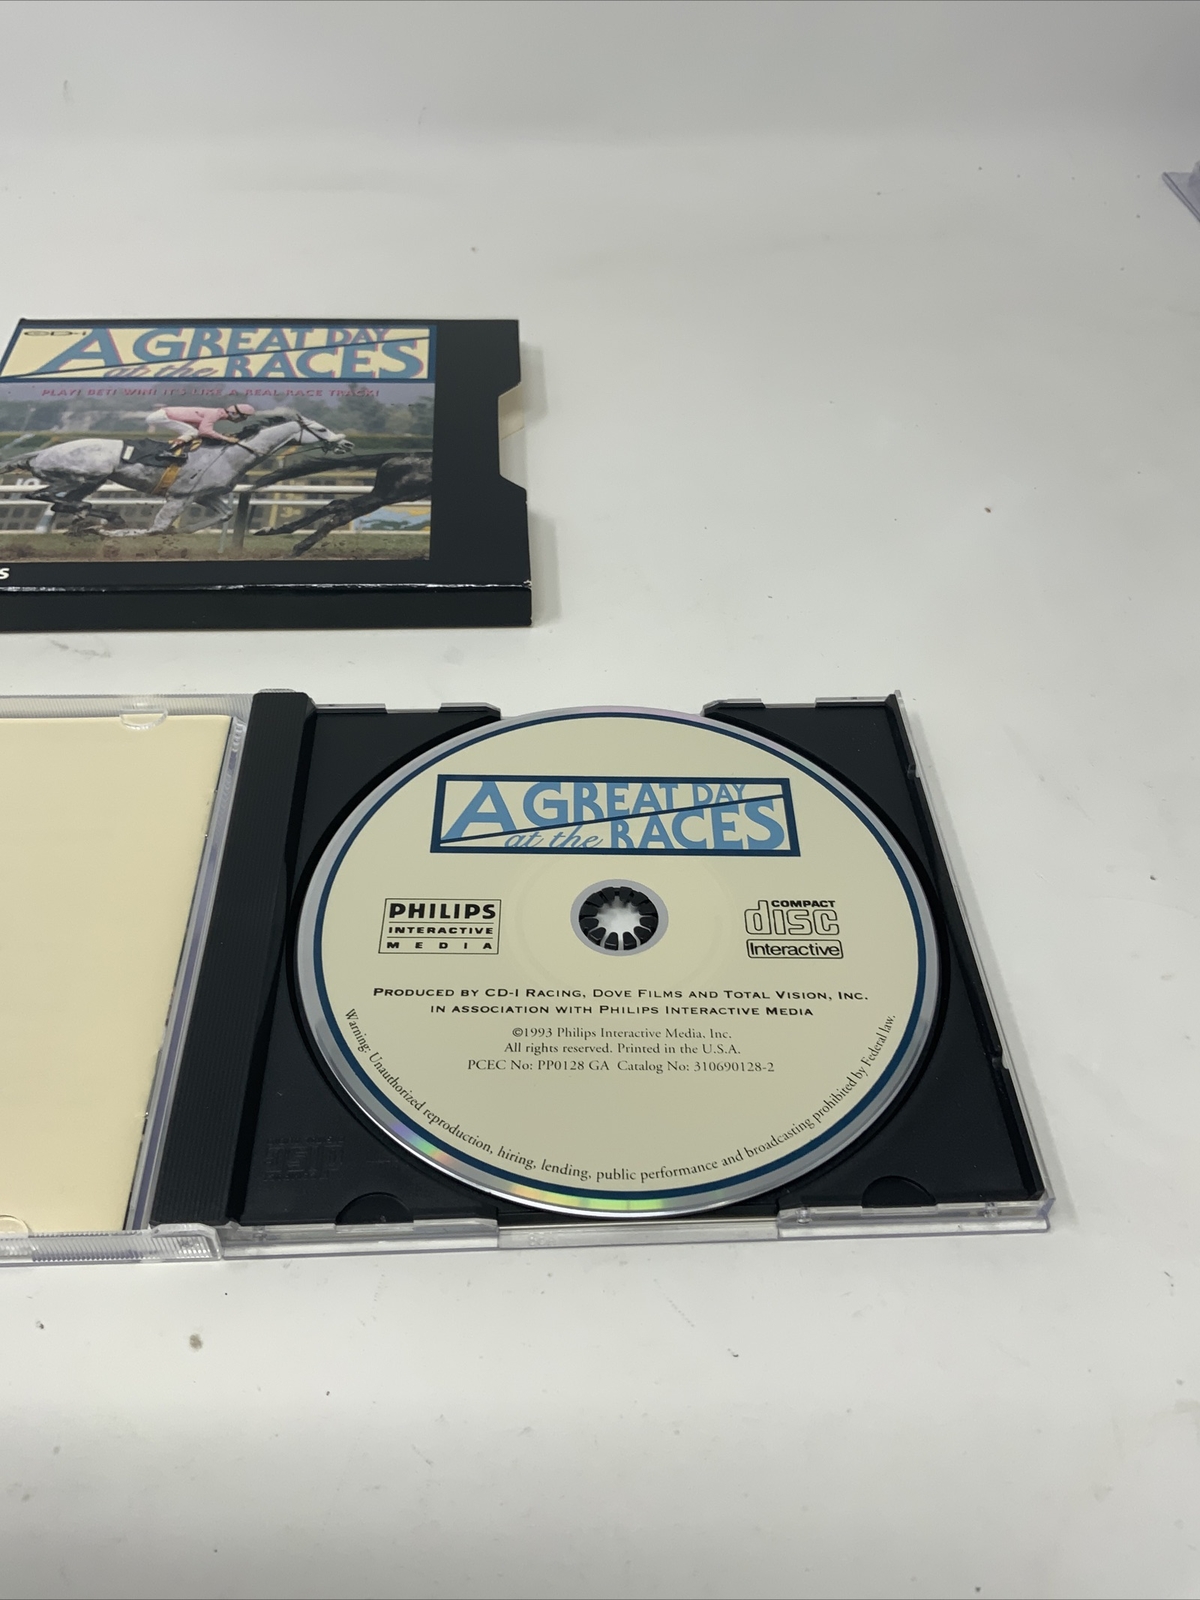 CD-i
A GREAT DAY
at the RACES
PLAY! BET! WIN! IT'S LIKE A REAL RACE TRACK!
S
A GREAT DAY
at the RACES
PHILIPS
INTERACTIVE
MEDIA
COMPACT
disc
Interactive
PRODUCED BY CD-I RACING, DOVE FILMS AND TOTAL VISION, INC.
IN ASSOCIATION WITH PHILIPS INTERACTIVE MEDIA
©1993 Philips Interactive Media. Inc.
All rights reserved. Printed in the U.S.A.
PCEC No: PP0128 GA Catalog No: 310690128-2
Warning: Unauthorized reproduction, hiring, lending, public performance and broadcasting prohibited by Federal law.